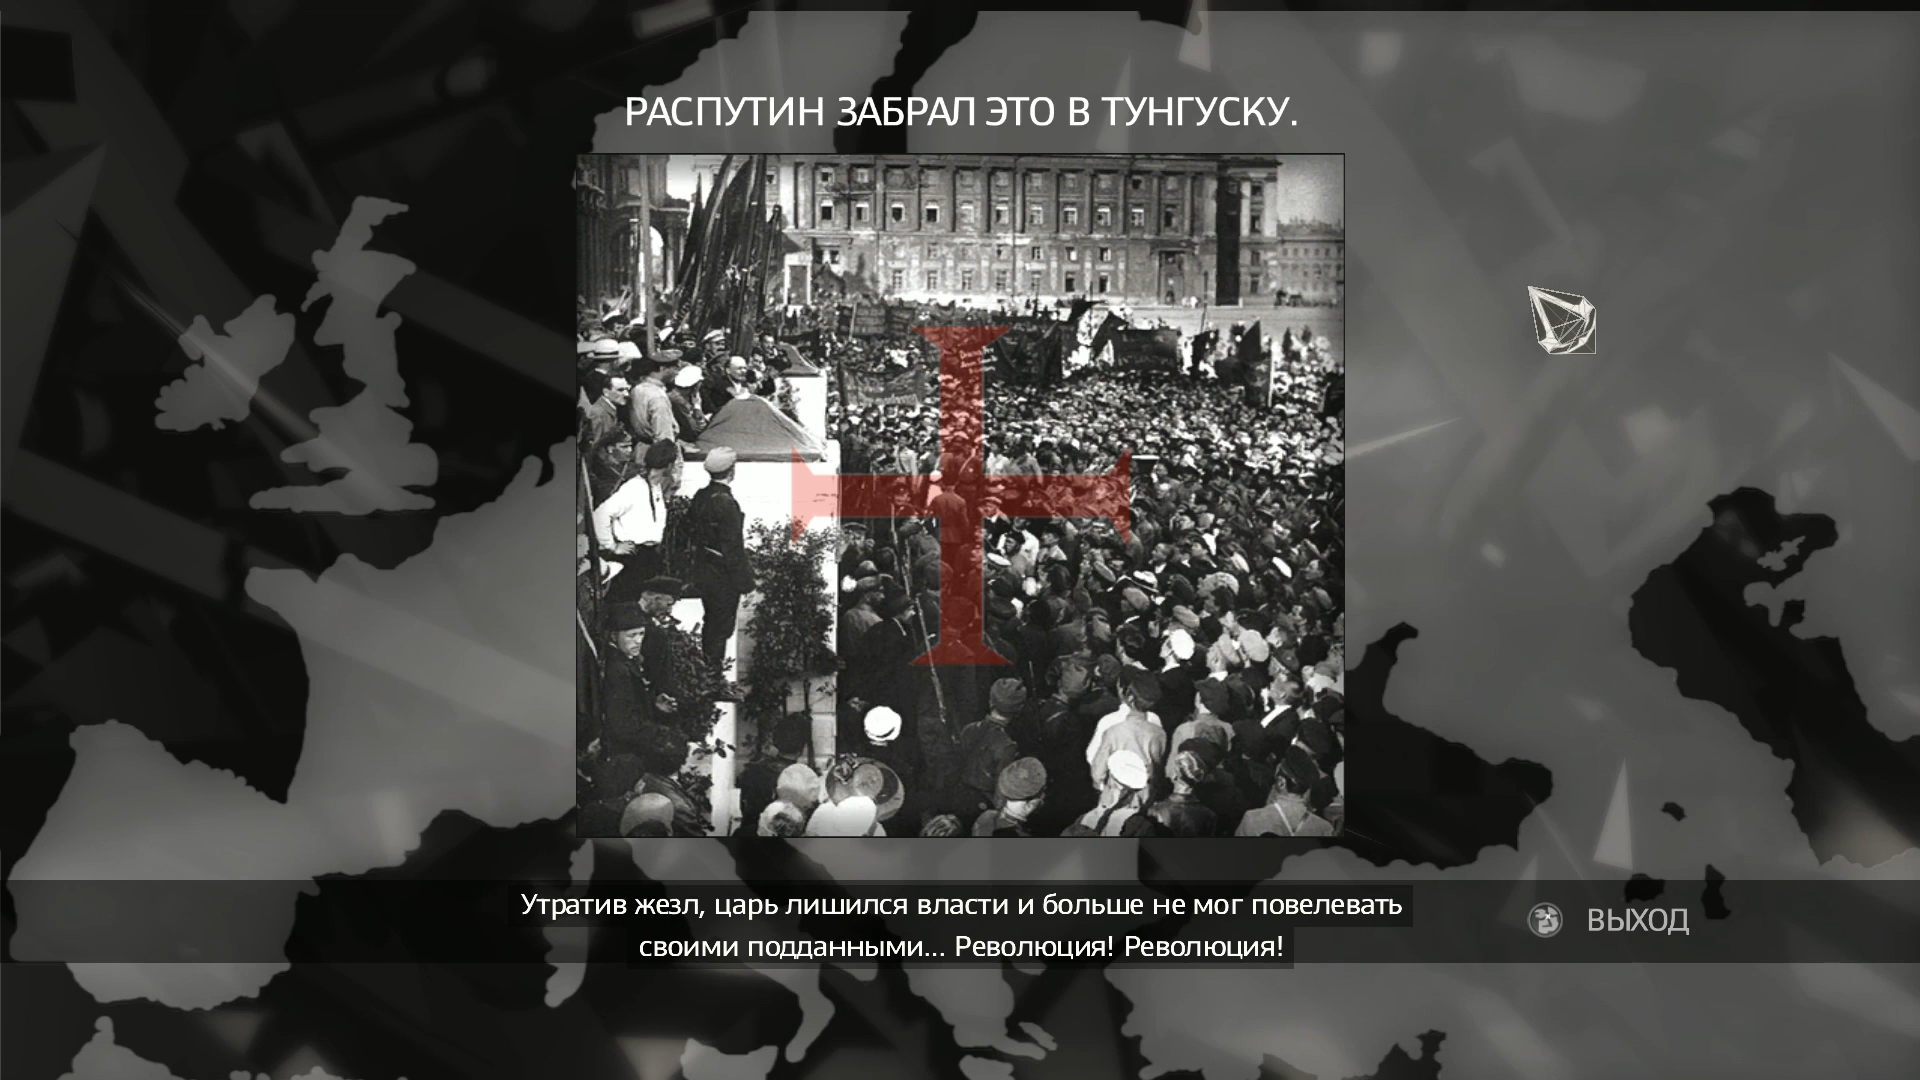 РАСПУТИН ЗАБРАЛ ЭТО В ТУНГУСКУ.
Утратив жезл, царь лишился власти и больше не мог повелевать
своими подданными... Революция! Революция!
ВЫХОД